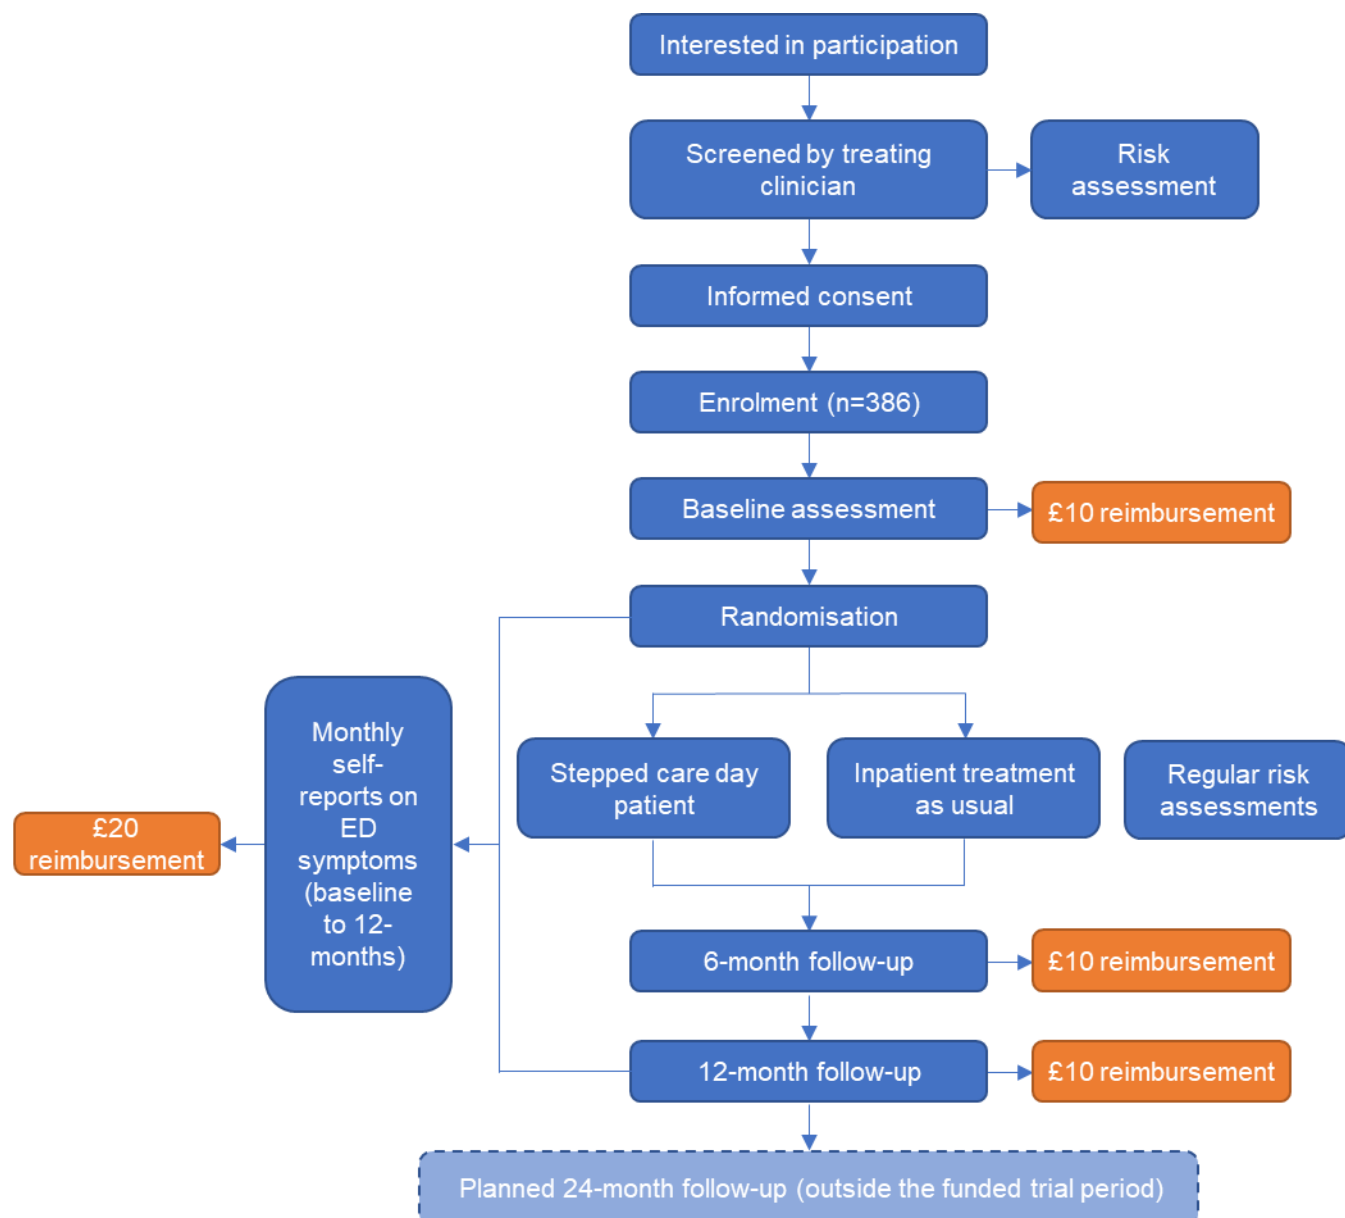 Interested in participation
Screened by treating
clinician
Risk
assessment
Informed consent
Enrolment (n=386)
Baseline assessment
£10 reimbursement
Randomisation
Monthly
self-
reports on
ED
symptoms
(baseline
to 12-
months)
£20
reimbursement
Stepped care day
patient
Inpatient treatment
as usual
Regular risk
assessments
6-month follow-up
£10 reimbursement
12-month follow-up
£10 reimbursement
Planned 24-month follow-up (outside the funded trial period)